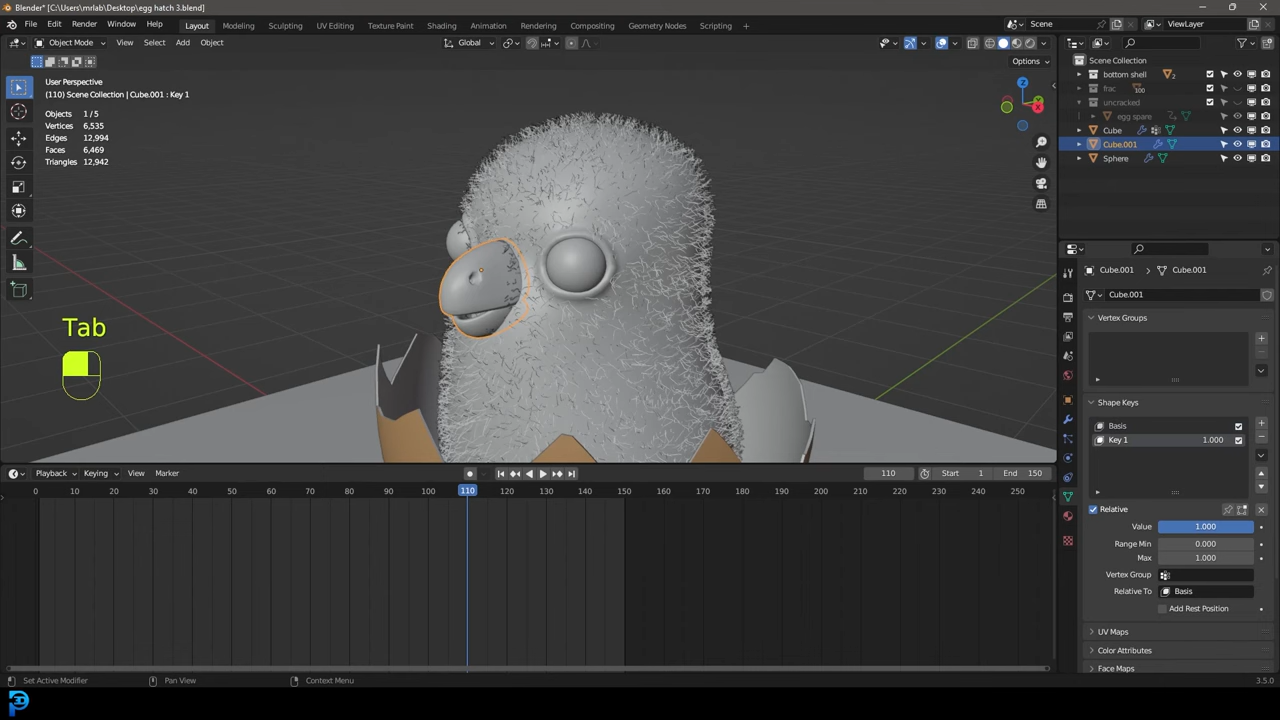 Blender* [C:\Users\mrlab\Desktop\egg hatch 3.blend]
File Edit Render Window Help Layout Modeling Sculpting UV Editing Texture Paint Shading Animation Rendering Compositing Geometry Nodes Scripting + Scene ViewLayer
Object Mode View Select Add Object Global
Options
User Perspective
(110) Scene Collection | Cube.001 : Key 1
Objects 1/5
Vertices 6,535
Edges 12,994
Faces 6,469
Triangles 12,942
Z
Y
X
Tab
Scene Collection
bottom shell 2
frac 100
uncracked
egg spare
Cube
Cube.001
Sphere
Cube.001 > Cube.001
Cube.001
Vertex Groups
Shape Keys
Basis
Key 1 1.000
Relative
Value 1.000
Range Min 0.000
Max 1.000
Vertex Group
Relative To Basis
Add Rest Position
UV Maps
Color Attributes
Face Maps
Playback Keying View Marker 110 Start 1 End 150
0 10 20 30 40 50 60 70 80 90 100 110 120 130 140 150 160 170 180 190 200 210 220 230 240 250
Set Active Modifier Pan View Context Menu 3.5.0